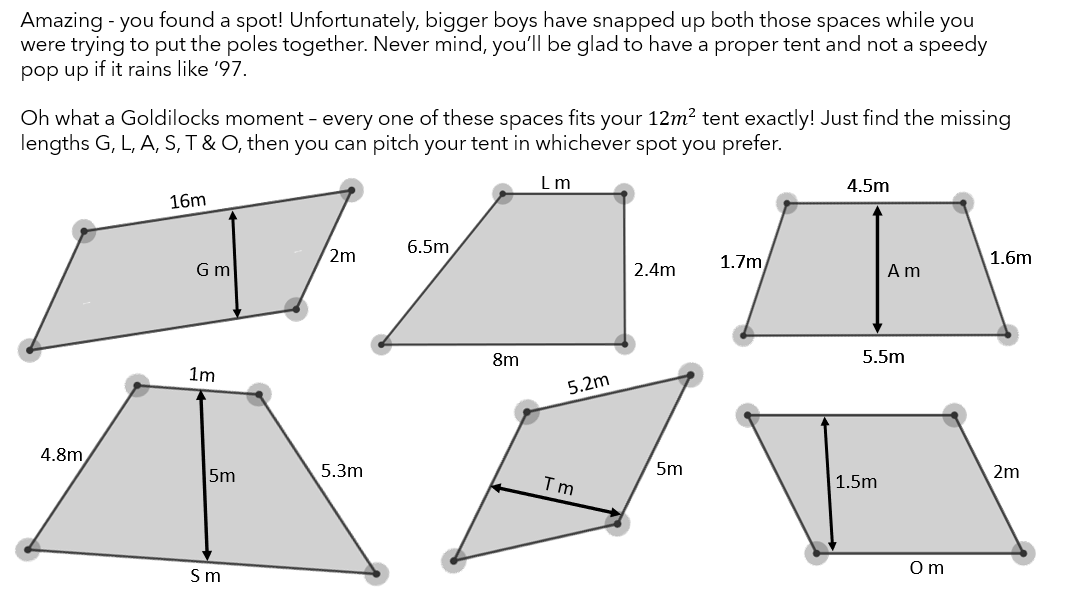 Amazing - you found a spot! Unfortunately, bigger boys have snapped up both those spaces while you
were trying to put the poles together. Never mind, you'll be glad to have a proper tent and not a speedy
pop up if it rains like '97.
Oh what a Goldilocks moment – every one of these spaces fits your 12m² tent exactly! Just find the missing
lengths G, L, A, S, T & O, then you can pitch your tent in whichever spot you prefer.
16m
G m
2m
L m
6.5m
2.4m
8m
4.5m
1.7m
A m
1.6m
5.5m
1m
4.8m
5m
5.3m
S m
5.2m
T m
5m
1.5m
2m
O m